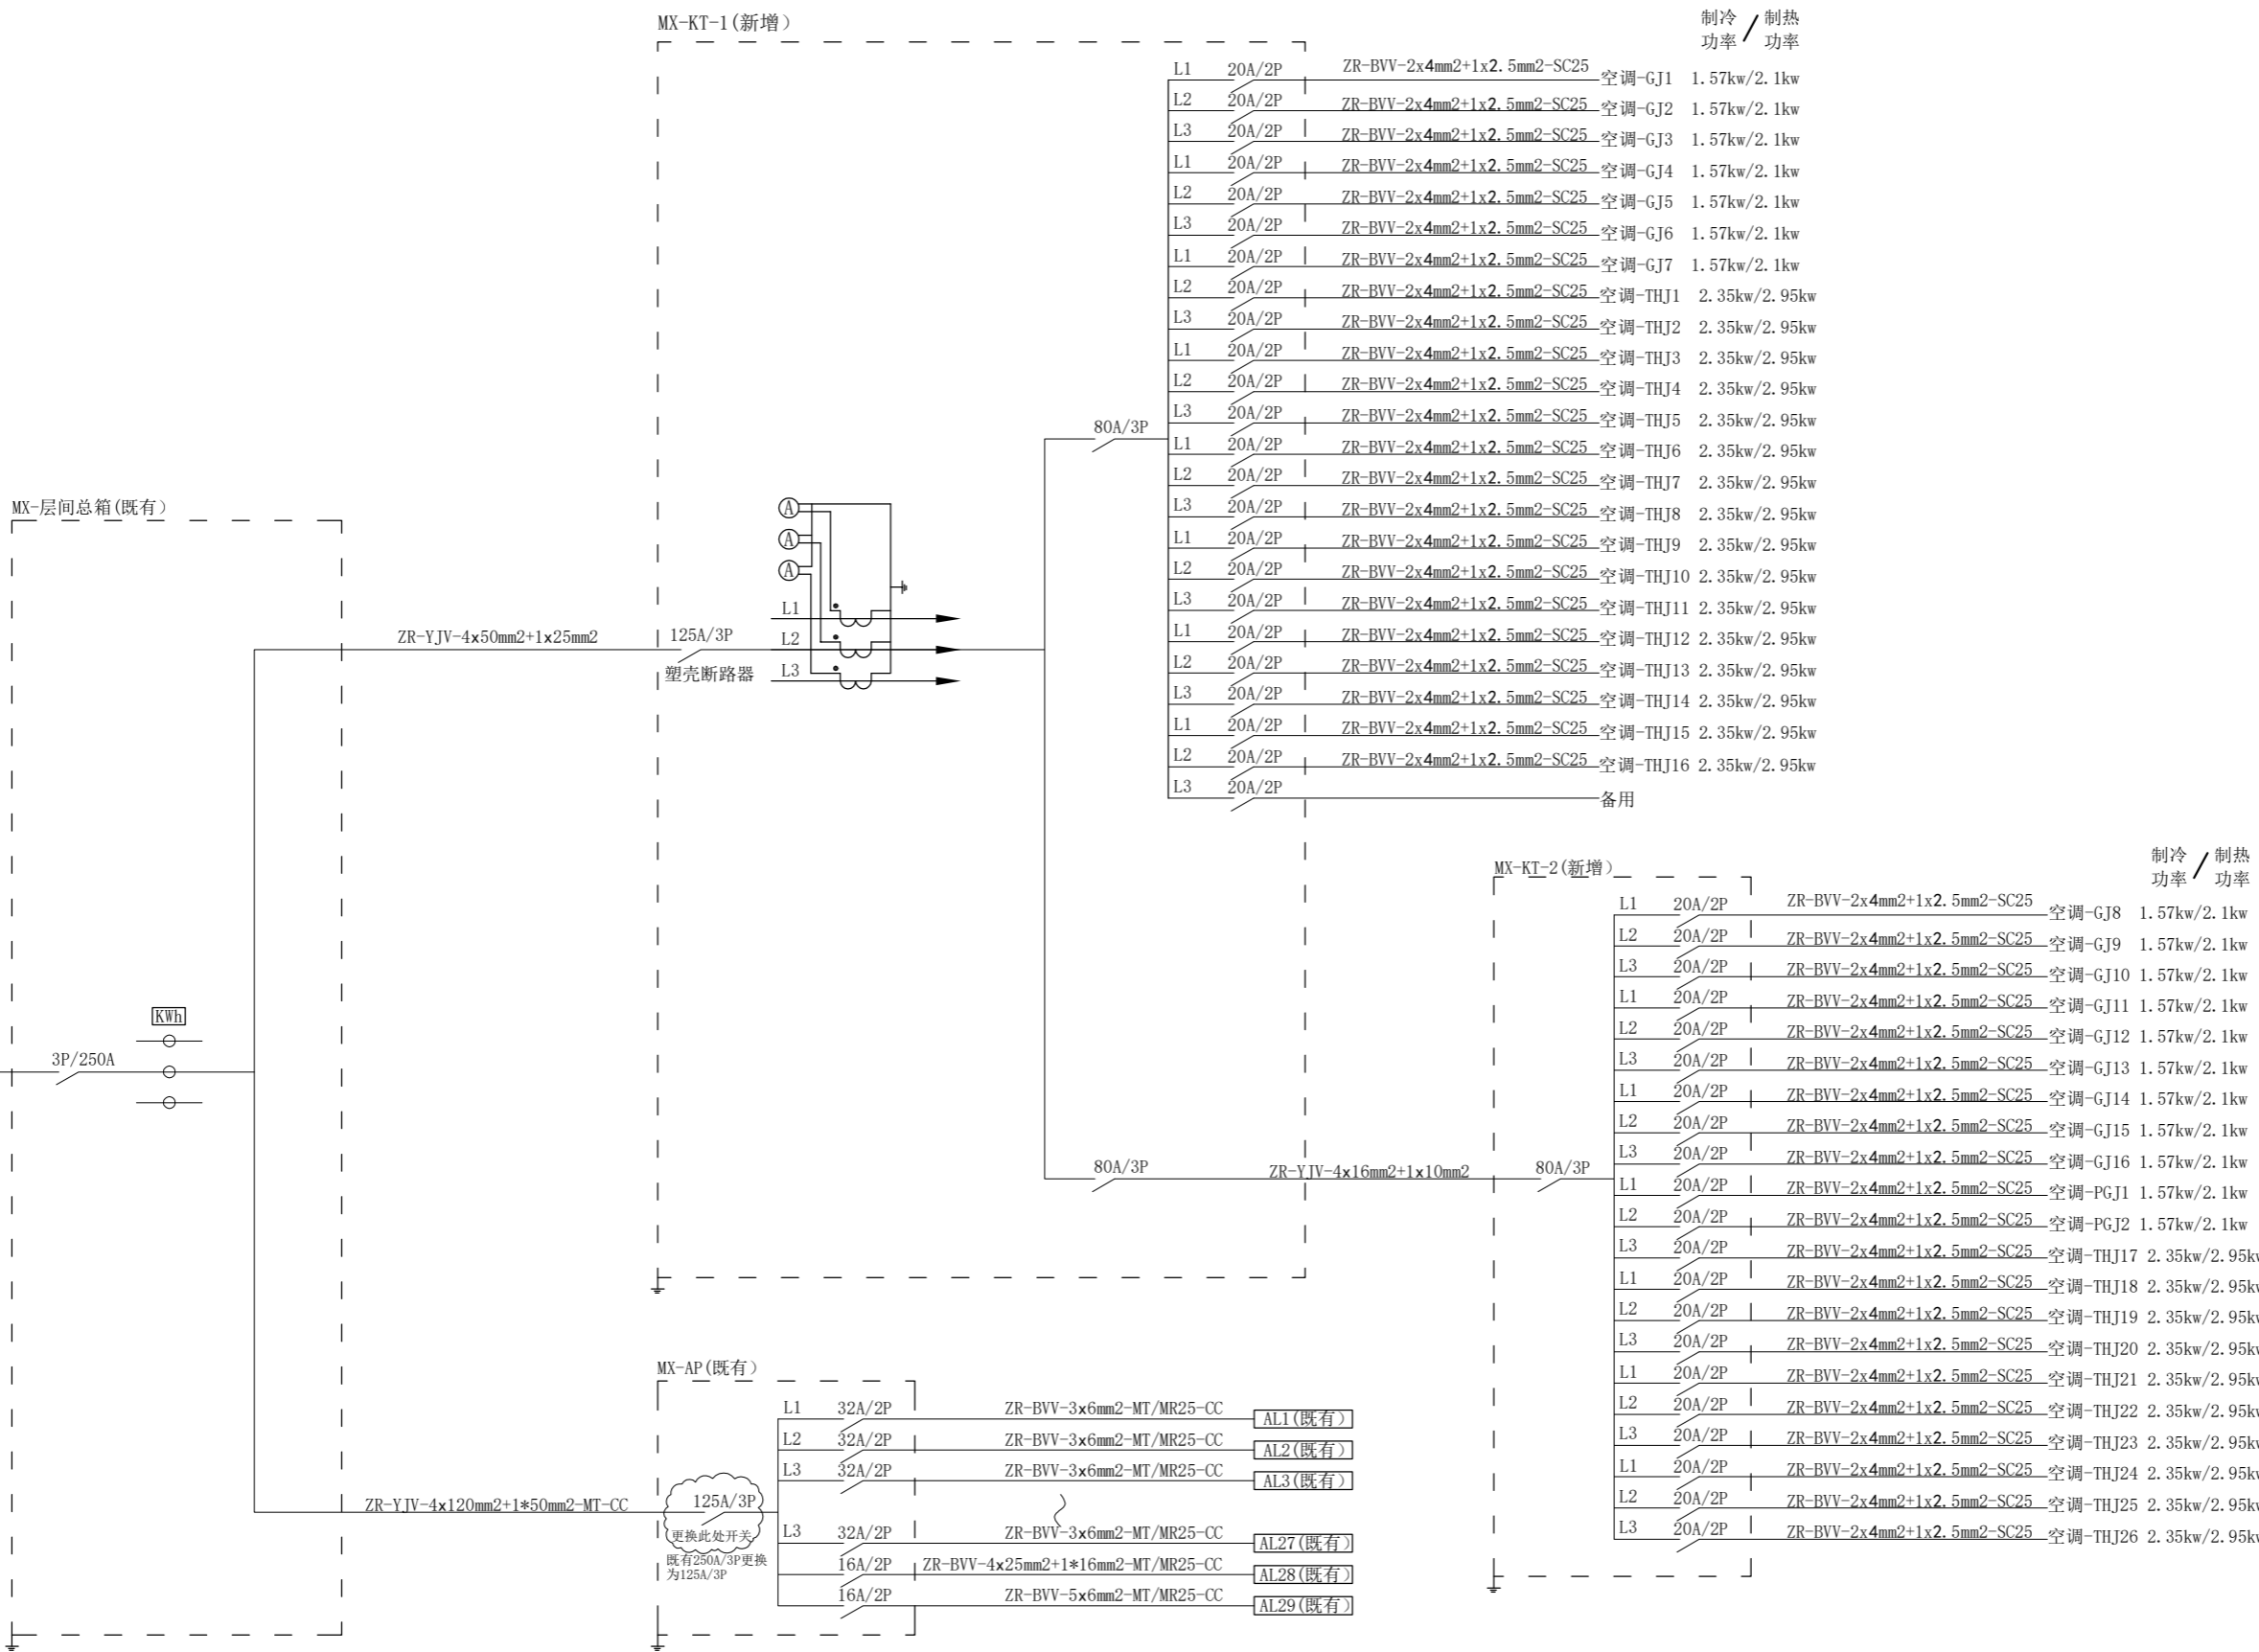 MX-KT-1(新增)
制冷 / 制热
功率 功率
L1 20A/2P ZR-BVV-2x4mm2+1x2.5mm2-SC25 空调-GJ1 1.57kw/2.1kw
L2 20A/2P ZR-BVV-2x4mm2+1x2.5mm2-SC25 空调-GJ2 1.57kw/2.1kw
L3 20A/2P ZR-BVV-2x4mm2+1x2.5mm2-SC25 空调-GJ3 1.57kw/2.1kw
L1 20A/2P ZR-BVV-2x4mm2+1x2.5mm2-SC25 空调-GJ4 1.57kw/2.1kw
L2 20A/2P ZR-BVV-2x4mm2+1x2.5mm2-SC25 空调-GJ5 1.57kw/2.1kw
L3 20A/2P ZR-BVV-2x4mm2+1x2.5mm2-SC25 空调-GJ6 1.57kw/2.1kw
L1 20A/2P ZR-BVV-2x4mm2+1x2.5mm2-SC25 空调-GJ7 1.57kw/2.1kw
L2 20A/2P ZR-BVV-2x4mm2+1x2.5mm2-SC25 空调-THJ1 2.35kw/2.95kw
L3 20A/2P ZR-BVV-2x4mm2+1x2.5mm2-SC25 空调-THJ2 2.35kw/2.95kw
L1 20A/2P ZR-BVV-2x4mm2+1x2.5mm2-SC25 空调-THJ3 2.35kw/2.95kw
L2 20A/2P ZR-BVV-2x4mm2+1x2.5mm2-SC25 空调-THJ4 2.35kw/2.95kw
L3 20A/2P ZR-BVV-2x4mm2+1x2.5mm2-SC25 空调-THJ5 2.35kw/2.95kw
80A/3P
L1 20A/2P ZR-BVV-2x4mm2+1x2.5mm2-SC25 空调-THJ6 2.35kw/2.95kw
L2 20A/2P ZR-BVV-2x4mm2+1x2.5mm2-SC25 空调-THJ7 2.35kw/2.95kw
L3 20A/2P ZR-BVV-2x4mm2+1x2.5mm2-SC25 空调-THJ8 2.35kw/2.95kw
L1 20A/2P ZR-BVV-2x4mm2+1x2.5mm2-SC25 空调-THJ9 2.35kw/2.95kw
L2 20A/2P ZR-BVV-2x4mm2+1x2.5mm2-SC25 空调-THJ10 2.35kw/2.95kw
L3 20A/2P ZR-BVV-2x4mm2+1x2.5mm2-SC25 空调-THJ11 2.35kw/2.95kw
L1 20A/2P ZR-BVV-2x4mm2+1x2.5mm2-SC25 空调-THJ12 2.35kw/2.95kw
L2 20A/2P ZR-BVV-2x4mm2+1x2.5mm2-SC25 空调-THJ13 2.35kw/2.95kw
L3 20A/2P ZR-BVV-2x4mm2+1x2.5mm2-SC25 空调-THJ14 2.35kw/2.95kw
L1 20A/2P ZR-BVV-2x4mm2+1x2.5mm2-SC25 空调-THJ15 2.35kw/2.95kw
L2 20A/2P ZR-BVV-2x4mm2+1x2.5mm2-SC25 空调-THJ16 2.35kw/2.95kw
L3 20A/2P 备用
MX-层间总箱(既有)
A
A
A
L1
ZR-YJV-4x50mm2+1x25mm2 125A/3P L2
塑壳断路器 L3
KWh
3P/250A
80A/3P ZR-YJV-4x16mm2+1x10mm2 80A/3P
MX-KT-2(新增)
制冷 / 制热
功率 功率
L1 20A/2P ZR-BVV-2x4mm2+1x2.5mm2-SC25 空调-GJ8 1.57kw/2.1kw
L2 20A/2P ZR-BVV-2x4mm2+1x2.5mm2-SC25 空调-GJ9 1.57kw/2.1kw
L3 20A/2P ZR-BVV-2x4mm2+1x2.5mm2-SC25 空调-GJ10 1.57kw/2.1kw
L1 20A/2P ZR-BVV-2x4mm2+1x2.5mm2-SC25 空调-GJ11 1.57kw/2.1kw
L2 20A/2P ZR-BVV-2x4mm2+1x2.5mm2-SC25 空调-GJ12 1.57kw/2.1kw
L3 20A/2P ZR-BVV-2x4mm2+1x2.5mm2-SC25 空调-GJ13 1.57kw/2.1kw
L1 20A/2P ZR-BVV-2x4mm2+1x2.5mm2-SC25 空调-GJ14 1.57kw/2.1kw
L2 20A/2P ZR-BVV-2x4mm2+1x2.5mm2-SC25 空调-GJ15 1.57kw/2.1kw
L3 20A/2P ZR-BVV-2x4mm2+1x2.5mm2-SC25 空调-GJ16 1.57kw/2.1kw
L1 20A/2P ZR-BVV-2x4mm2+1x2.5mm2-SC25 空调-PGJ1 1.57kw/2.1kw
L2 20A/2P ZR-BVV-2x4mm2+1x2.5mm2-SC25 空调-PGJ2 1.57kw/2.1kw
L3 20A/2P ZR-BVV-2x4mm2+1x2.5mm2-SC25 空调-THJ17 2.35kw/2.95kw
L1 20A/2P ZR-BVV-2x4mm2+1x2.5mm2-SC25 空调-THJ18 2.35kw/2.95kw
L2 20A/2P ZR-BVV-2x4mm2+1x2.5mm2-SC25 空调-THJ19 2.35kw/2.95kw
L3 20A/2P ZR-BVV-2x4mm2+1x2.5mm2-SC25 空调-THJ20 2.35kw/2.95kw
L1 20A/2P ZR-BVV-2x4mm2+1x2.5mm2-SC25 空调-THJ21 2.35kw/2.95kw
L2 20A/2P ZR-BVV-2x4mm2+1x2.5mm2-SC25 空调-THJ22 2.35kw/2.95kw
L3 20A/2P ZR-BVV-2x4mm2+1x2.5mm2-SC25 空调-THJ23 2.35kw/2.95kw
L1 20A/2P ZR-BVV-2x4mm2+1x2.5mm2-SC25 空调-THJ24 2.35kw/2.95kw
L2 20A/2P ZR-BVV-2x4mm2+1x2.5mm2-SC25 空调-THJ25 2.35kw/2.95kw
L3 20A/2P ZR-BVV-2x4mm2+1x2.5mm2-SC25 空调-THJ26 2.35kw/2.95kw
MX-AP(既有)
L1 32A/2P ZR-BVV-3x6mm2-MT/MR25-CC AL1(既有)
L2 32A/2P ZR-BVV-3x6mm2-MT/MR25-CC AL2(既有)
L3 32A/2P ZR-BVV-3x6mm2-MT/MR25-CC AL3(既有)
ZR-YJV-4x120mm2+1*50mm2-MT-CC 125A/3P
更换此处开关
既有250A/3P更换
为125A/3P
L3 32A/2P ZR-BVV-3x6mm2-MT/MR25-CC AL27(既有)
16A/2P ZR-BVV-4x25mm2+1*16mm2-MT/MR25-CC AL28(既有)
16A/2P ZR-BVV-5x6mm2-MT/MR25-CC AL29(既有)